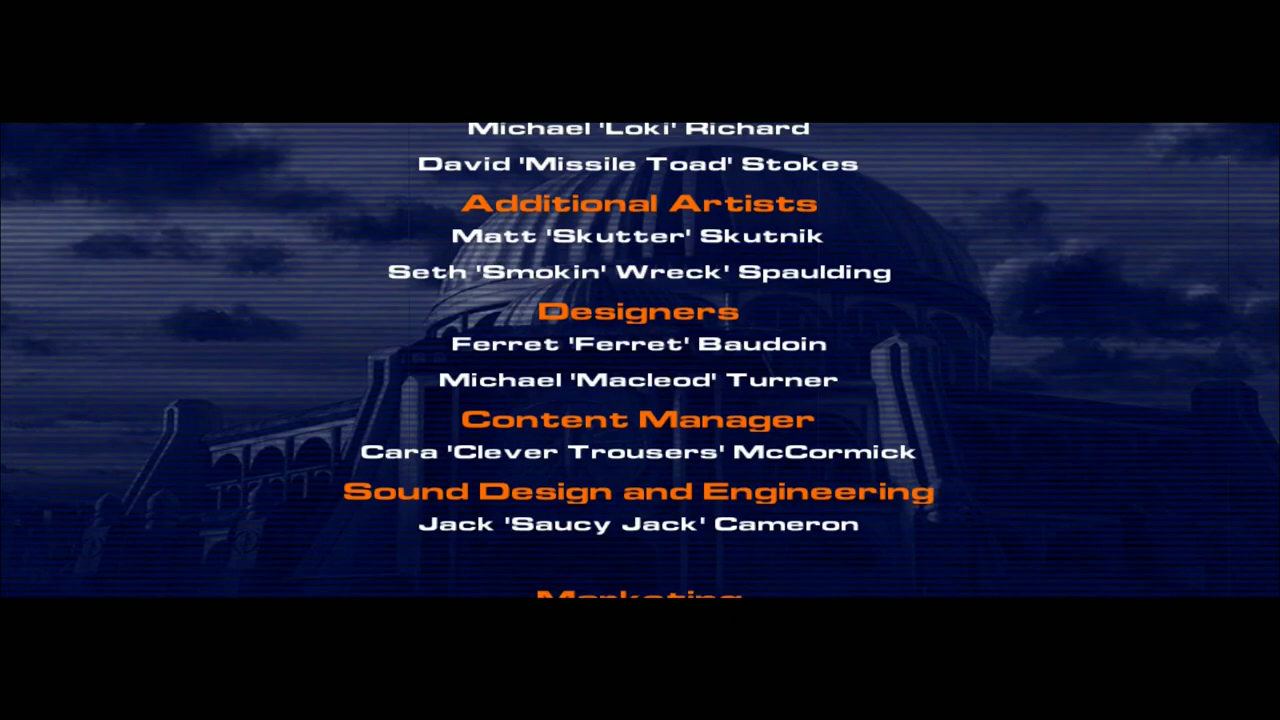 Michael 'Loki' Richard
David 'Missile Toad' Stokes
Additional Artists
Matt 'Skutter' Skutnik
Seth 'Smokin' Wreck' Spaulding
Designers
Ferret 'Ferret' Baudoin
Michael 'Macleod' Turner
Content Manager
Cara 'Clever Trousers' McCormick
Sound Design and Engineering
Jack 'Saucy Jack' Cameron
Marketing